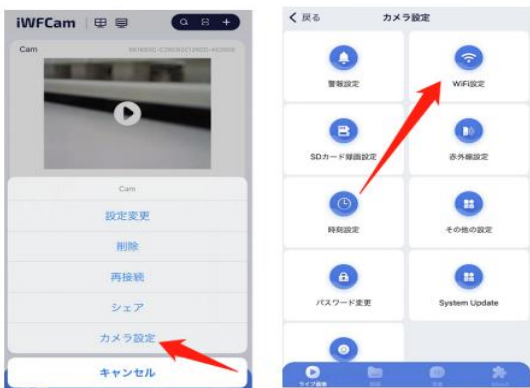 iWFCam
Cam
Cam
設定変更
削除
再接続
シェア
カメラ設定
キャンセル
戻る
カメラ設定
警報設定
WiFi設定
SDカード録画設定
赤外線設定
時刻設定
その他の設定
パスワード変更
System Update
ライブ画像